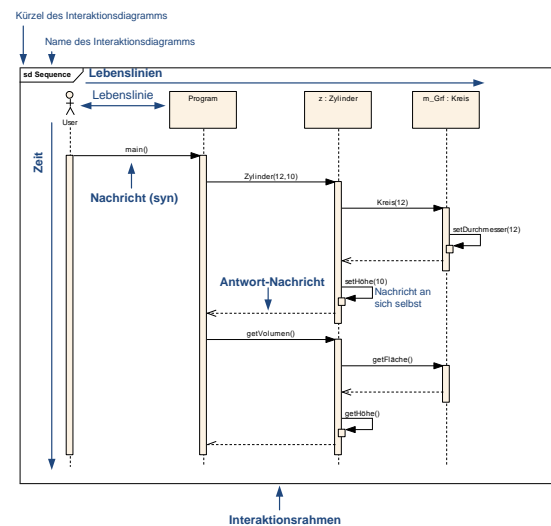 Kürzel des Interaktionsdiagramms
Name des Interaktionsdiagramms
sd Sequence
Lebenslinien
Lebenslinie
User
Program
z : Zylinder
m_Grf : Kreis
Zeit
main()
Nachricht (syn)
Zylinder(12,10)
Kreis(12)
setDurchmesser(12)
Antwort-Nachricht
setHöhe(10)
Nachricht an
sich selbst
getVolumen()
getFläche()
getHöhe()
Interaktionsrahmen